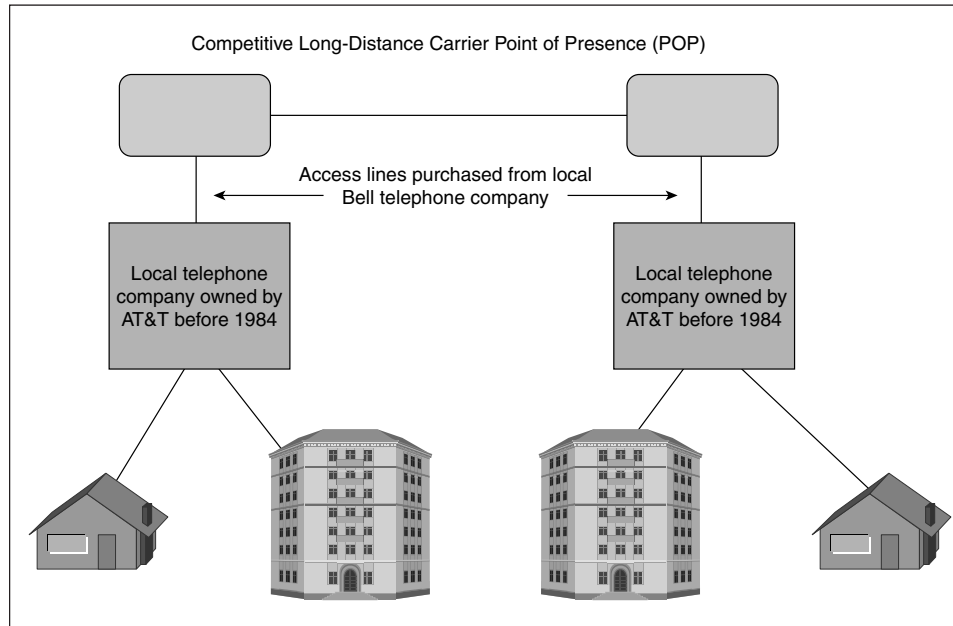 Competitive Long-Distance Carrier Point of Presence (POP)
Access lines purchased from local
Bell telephone company
Local telephone
company owned by
AT&T before 1984
Local telephone
company owned by
AT&T before 1984